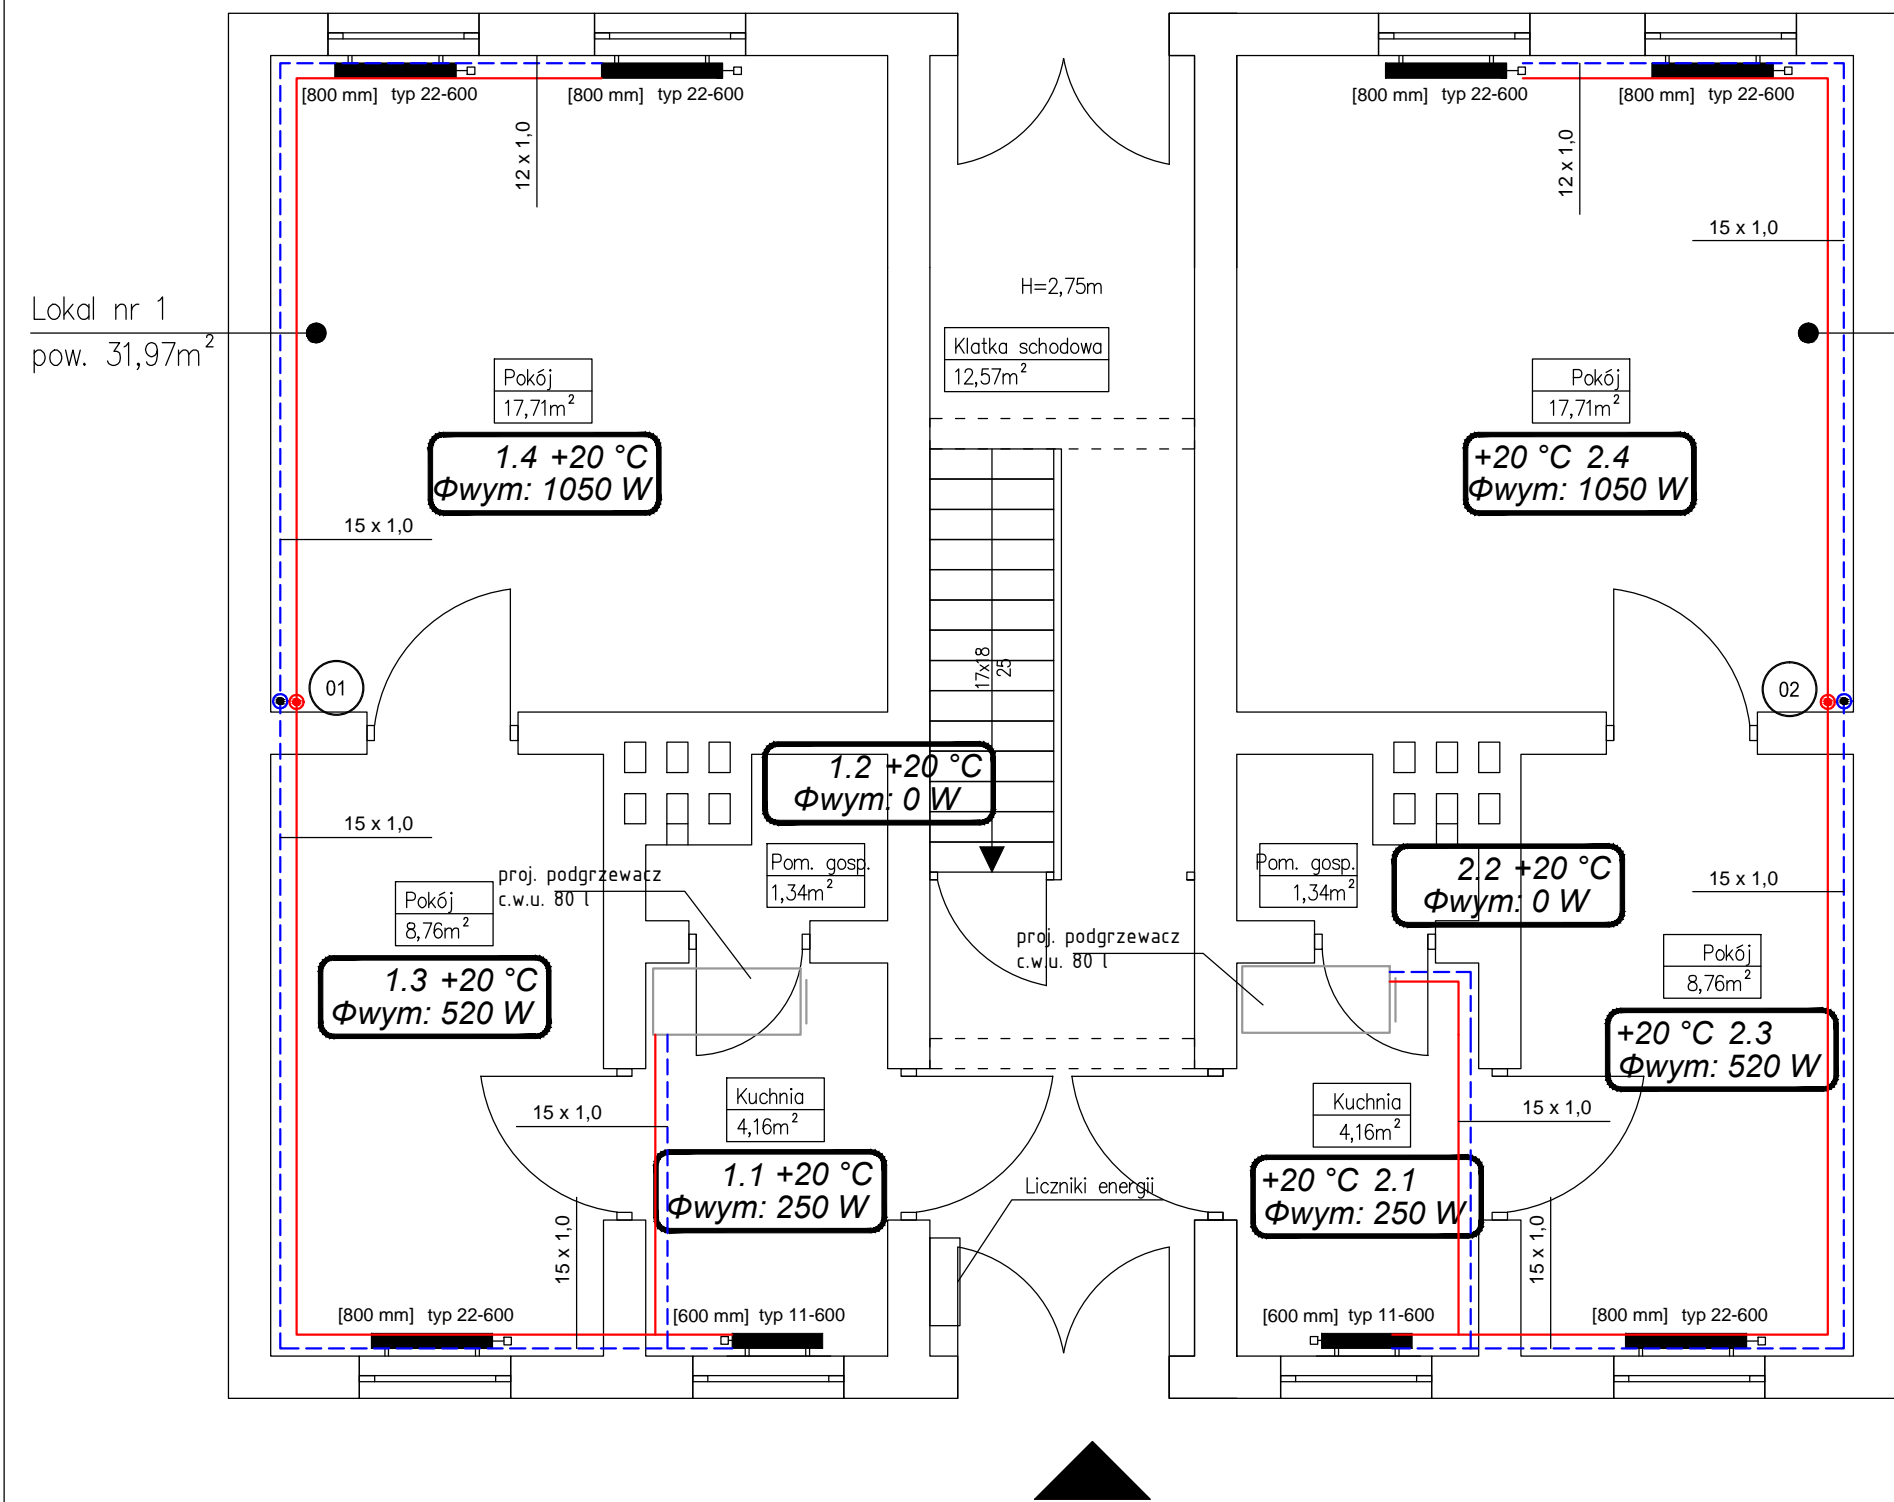 [800 mm] typ 22-600
[800 mm] typ 22-600
[800 mm] typ 22-600
[800 mm] typ 22-600
12 x 1,0
12 x 1,0
15 x 1,0
H=2,75m
Lokal nr 1
pow. 31,97m²
Klatka schodowa
12,57m²
Pokój
17,71m²
Pokój
17,71m²
1.4 +20 °C
Φwym: 1050 W
+20 °C 2.4
Φwym: 1050 W
15 x 1,0
17x18
25
01
02
1.2 +20 °C
Φwym: 0 W
15 x 1,0
Pom. gosp.
1,34m²
Pom. gosp.
1,34m²
2.2 +20 °C
Φwym: 0 W
15 x 1,0
proj. podgrzewacz
c.w.u. 80 l
Pokój
8,76m²
proj. podgrzewacz
c.w.u. 80 l
Pokój
8,76m²
1.3 +20 °C
Φwym: 520 W
+20 °C 2.3
Φwym: 520 W
Kuchnia
4,16m²
Kuchnia
4,16m²
15 x 1,0
15 x 1,0
1.1 +20 °C
Φwym: 250 W
Liczniki energii
+20 °C 2.1
Φwym: 250 W
15 x 1,0
15 x 1,0
[800 mm] typ 22-600
[600 mm] typ 11-600
[600 mm] typ 11-600
[800 mm] typ 22-600